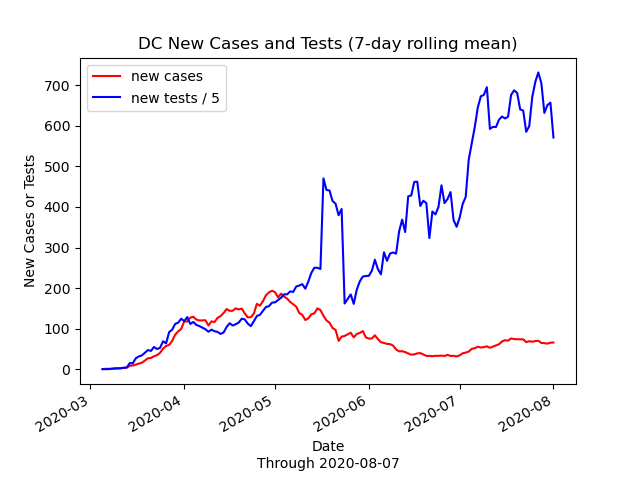 DC New Cases and Tests (7-day rolling mean)
new cases
new tests / 5
New Cases or Tests
700
600
500
400
300
200
100
0
2020-03
2020-04
2020-05
2020-06
2020-07
2020-08
Date
Through 2020-08-07